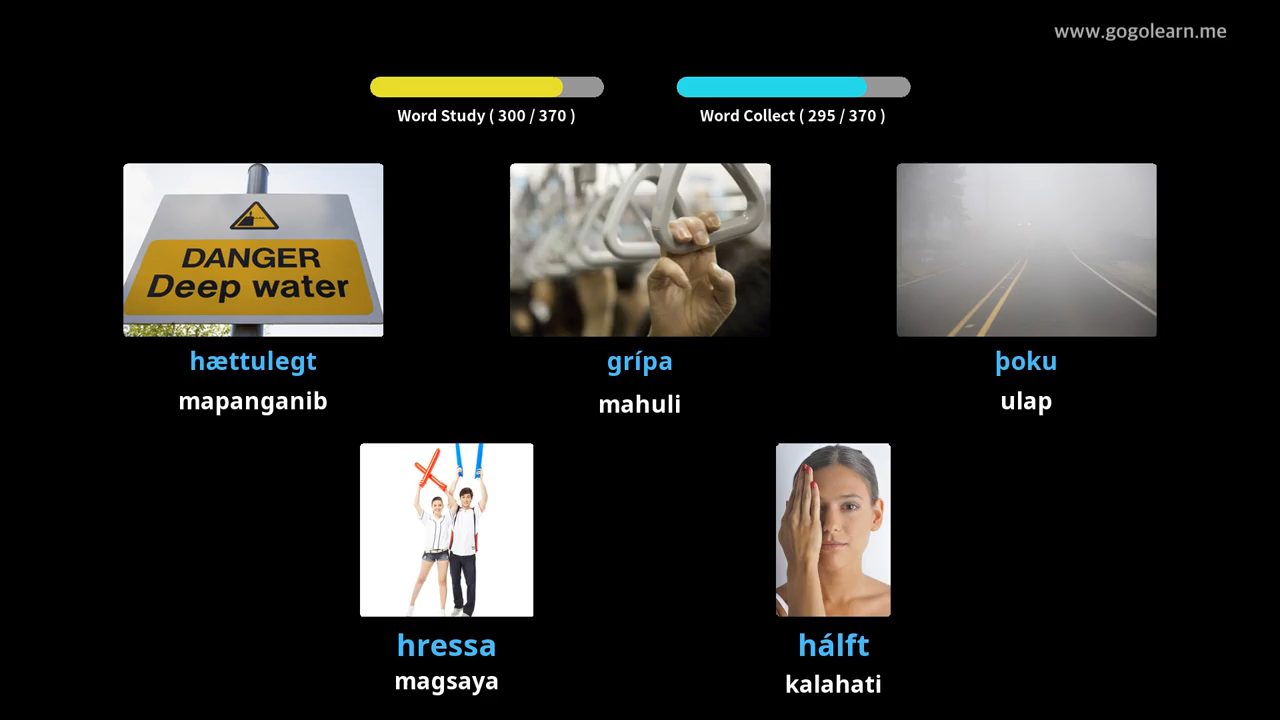 www.gogolearn.me
Word Study ( 300 / 370 )
Word Collect ( 295 / 370 )
DANGER
Deep water
hættulegt
mapanganib
grípa
mahuli
þoku
ulap
hressa
magsaya
hálft
kalahati